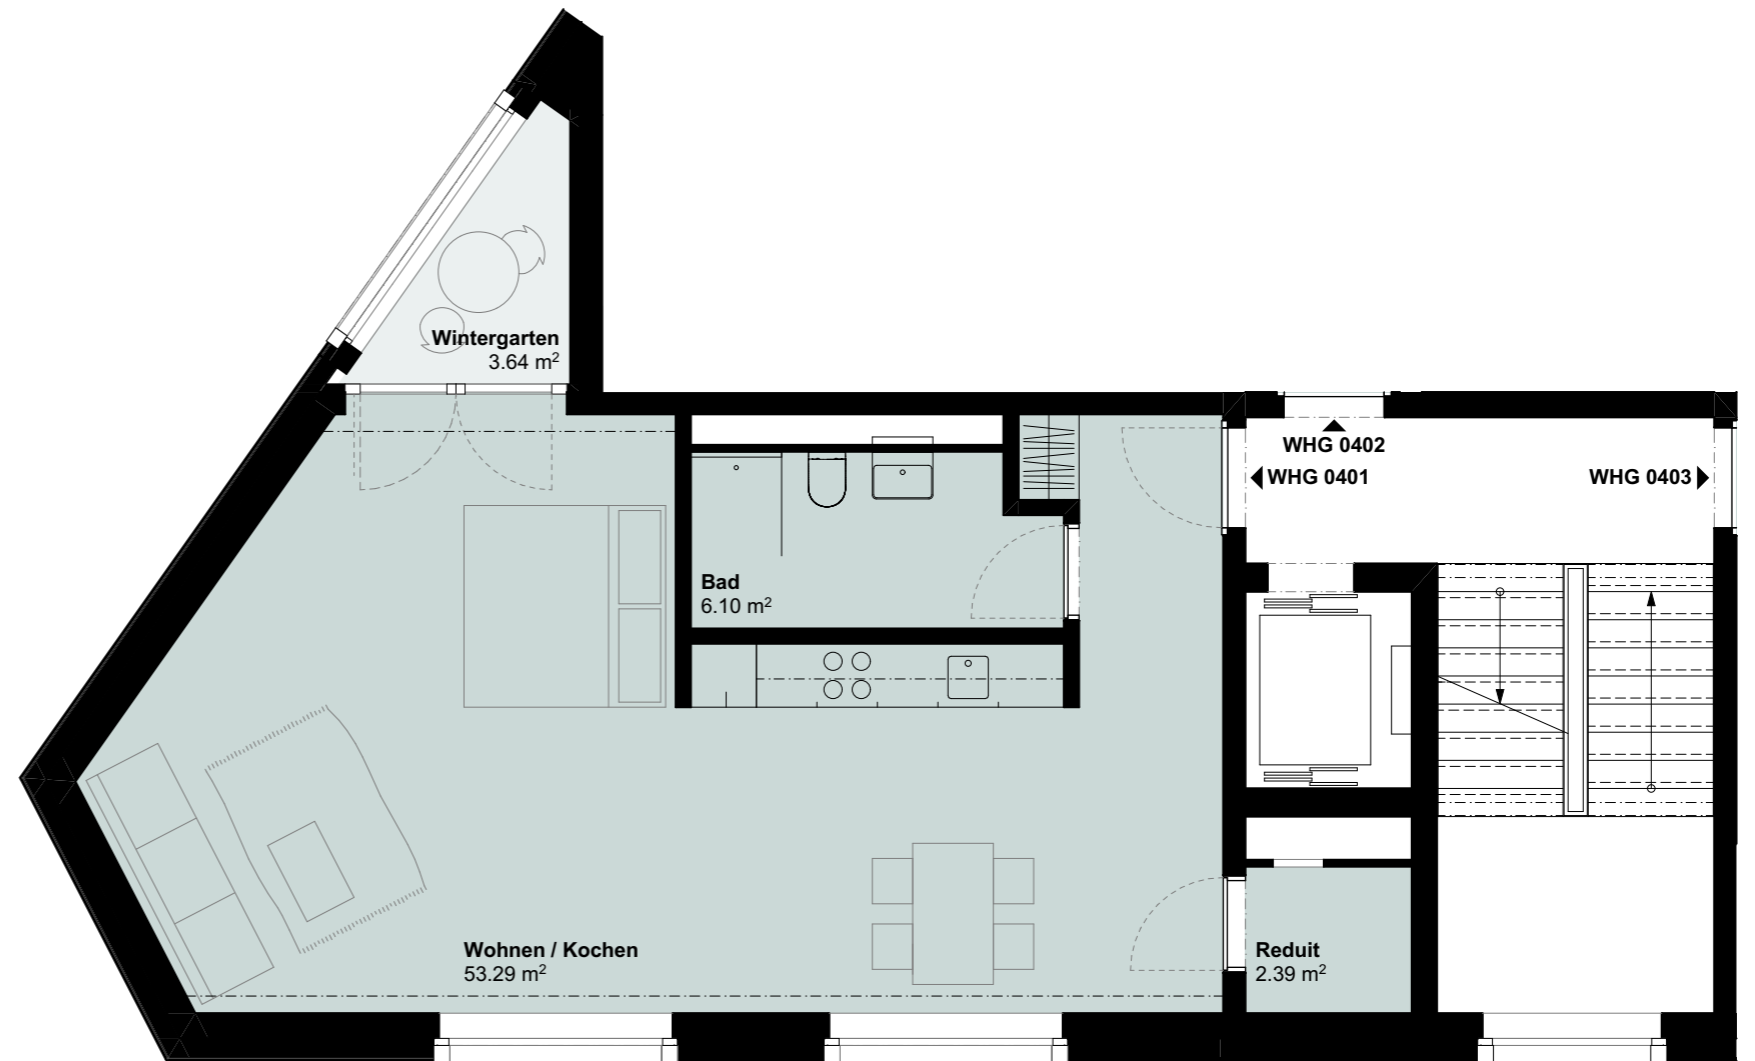 Wintergarten
3.64 m²
WHG 0402
WHG 0401
WHG 0403
Bad
6.10 m²
Wohnen / Kochen
53.29 m²
Reduit
2.39 m²